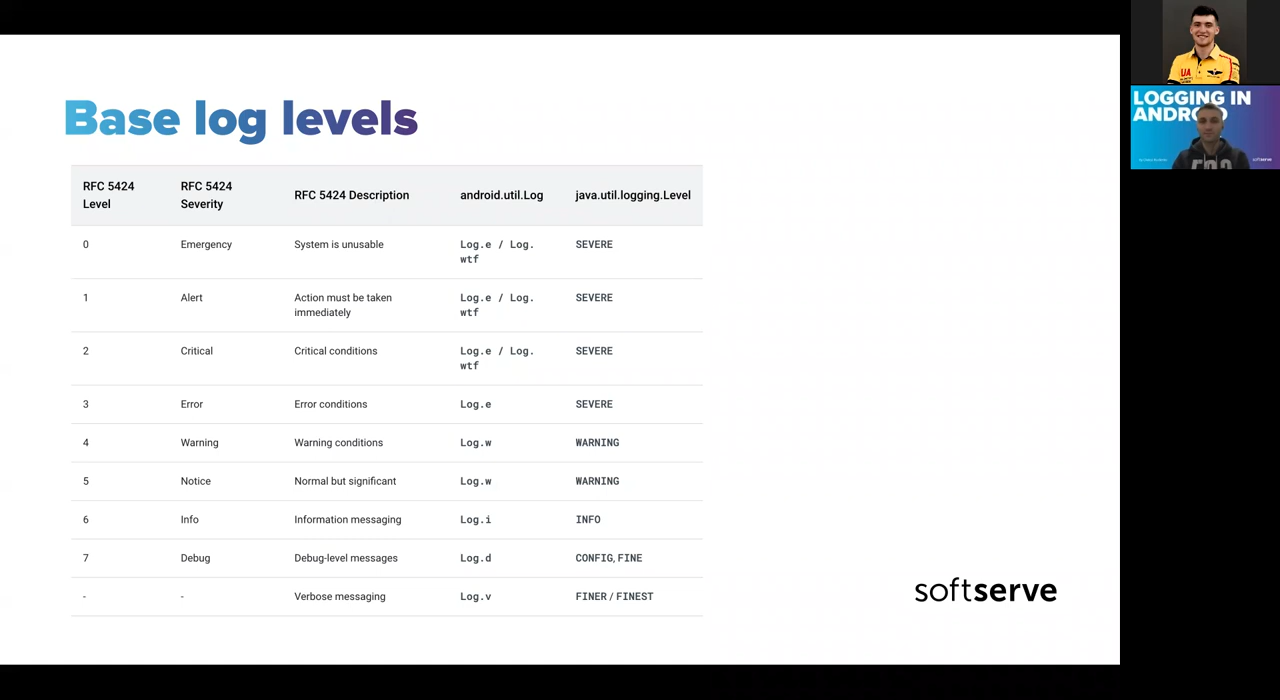 Base log levels
RFC 5424 Level
RFC 5424 Severity
RFC 5424 Description
android.util.Log
java.util.logging.Level
0
Emergency
System is unusable
Log.e / Log.
wtf
SEVERE
1
Alert
Action must be taken
immediately
Log.e / Log.
wtf
SEVERE
2
Critical
Critical conditions
Log.e / Log.
wtf
SEVERE
3
Error
Error conditions
Log.e
SEVERE
4
Warning
Warning conditions
Log.w
WARNING
5
Notice
Normal but significant
Log.w
WARNING
6
Info
Information messaging
Log.i
INFO
7
Debug
Debug-level messages
Log.d
CONFIG, FINE
-
-
Verbose messaging
Log.v
FINER / FINEST
softserve
UA
LOGGING IN
ANDROID
softserve